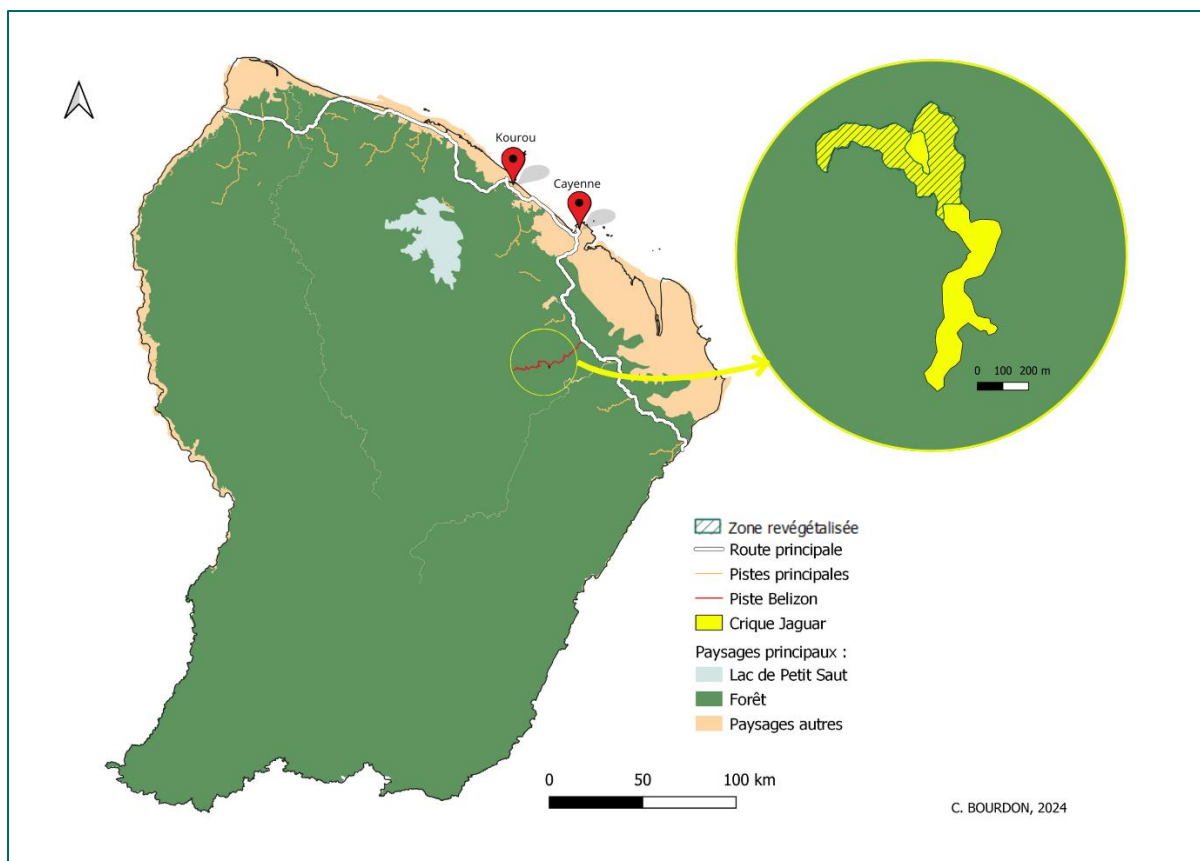 Kourou
Cayenne
0 100 200 m
Zone revégétalisée
Route principale
Pistes principales
Piste Belizon
Crique Jaguar
Paysages principaux :
Lac de Petit Saut
Forêt
Paysages autres
0 50 100 km
C. BOURDON, 2024